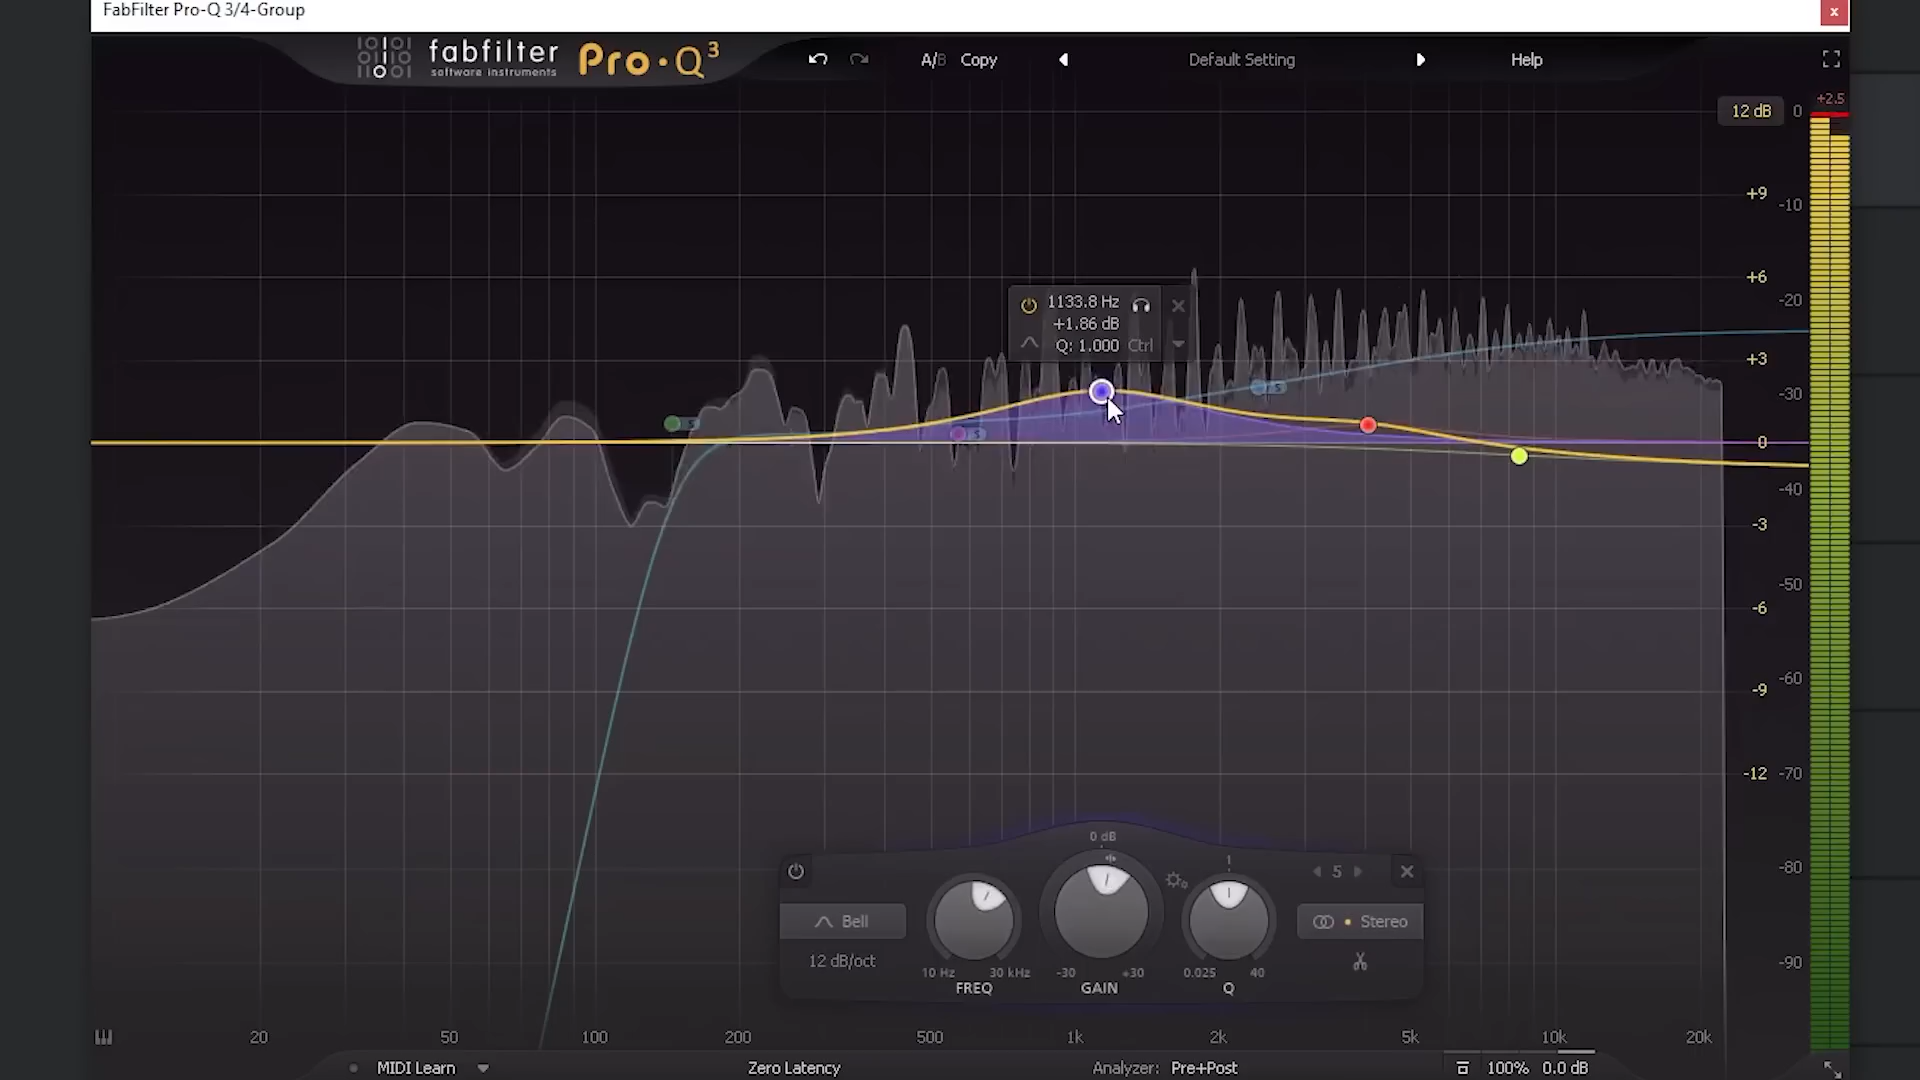 FabFilter Pro-Q 3/4-Group
x
fabfilter
software instruments
Pro·Q3
A/B
Copy
Default Setting
Help
12 dB
0
+2.5
+9
-10
+6
-20
+3
-30
0
-40
-3
-50
-6
-60
-9
-12
-70
-80
-90
1133.8 Hz
+1.86 dB
Q: 1.000
Ctrl
S
S
S
0 dB
1
5
Bell
Stereo
12 dB/oct
10 Hz
30 kHz
-30
+30
0.025
40
FREQ
GAIN
Q
20
50
100
200
500
1k
2k
5k
10k
20k
MIDI Learn
Zero Latency
Analyzer:
Pre+Post
100%
0.0 dB